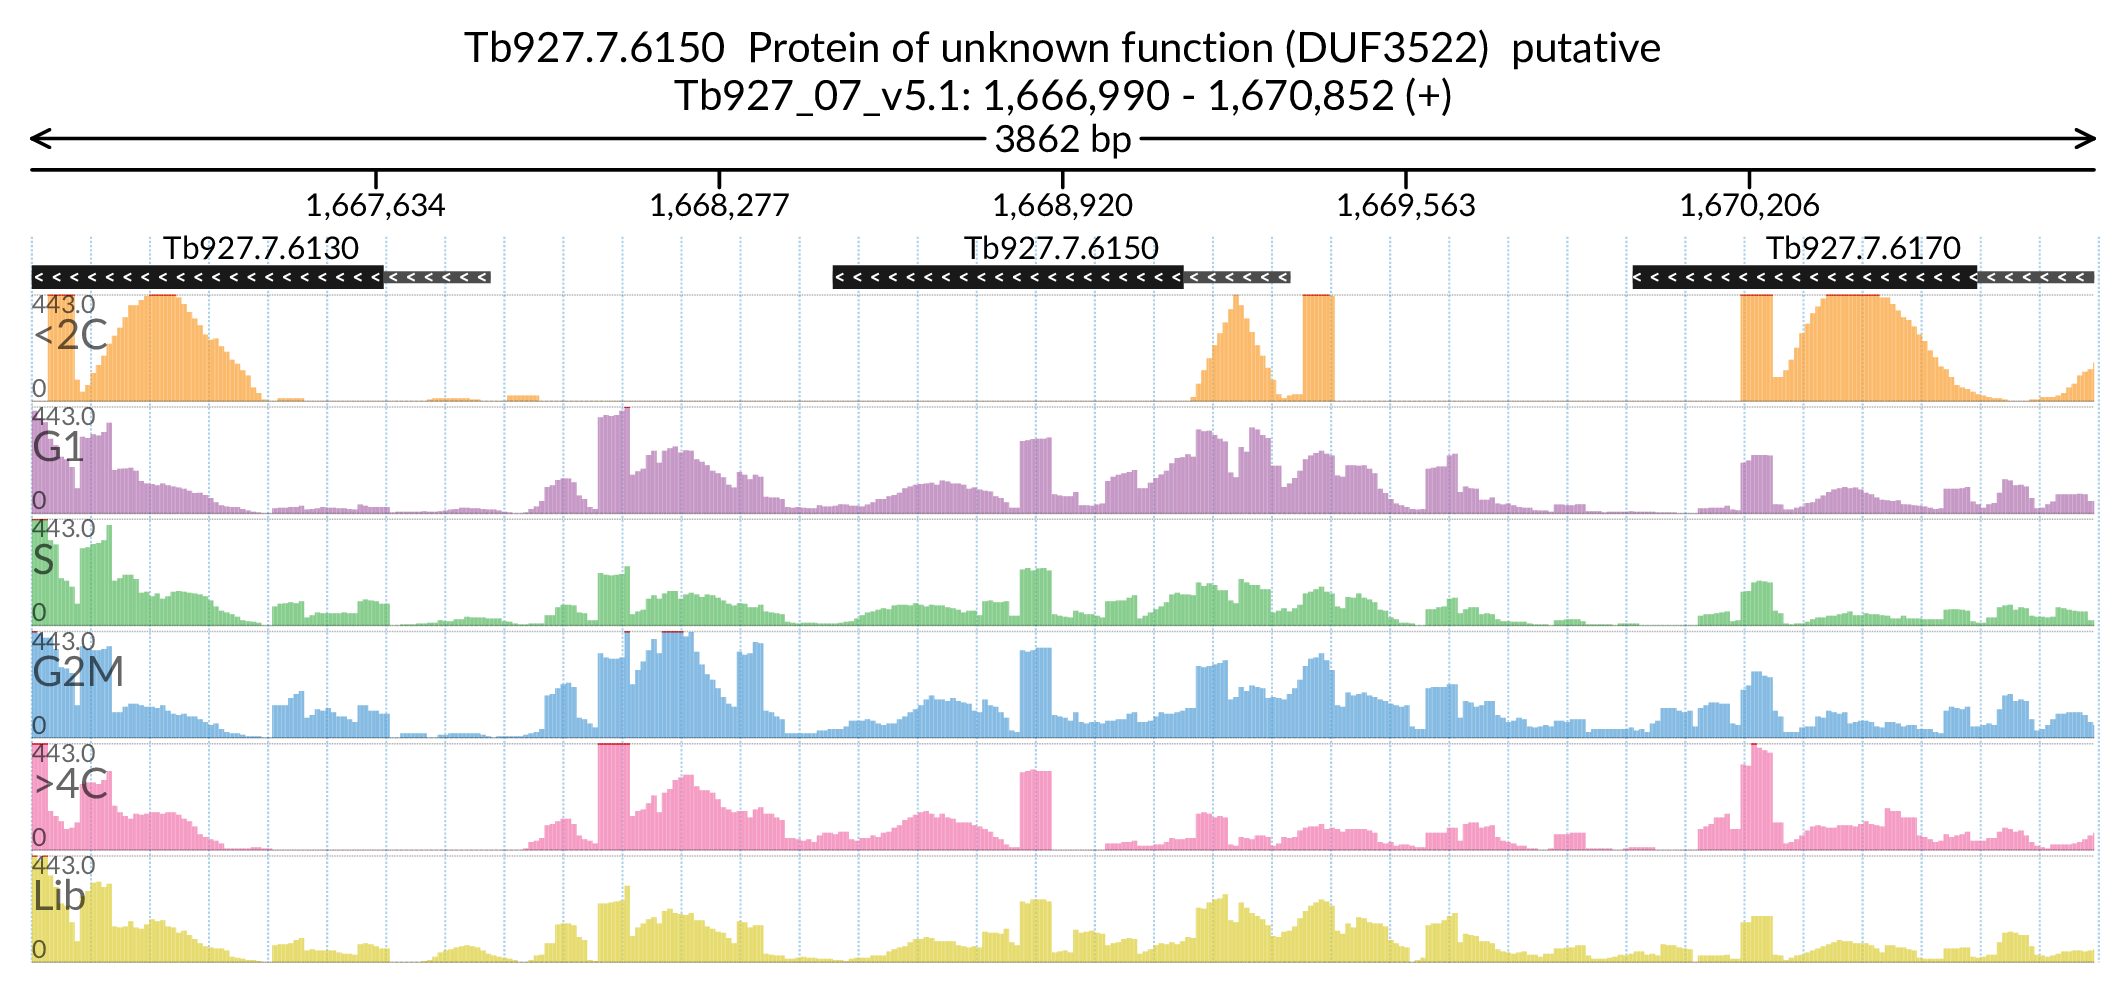 Tb927.7.6150  Protein of unknown function (DUF3522)  putative
Tb927_07_v5.1: 1,666,990 - 1,670,852 (+)
3862 bp
1,667,634 1,668,277 1,668,920 1,669,563 1,670,206
Tb927.7.6130 Tb927.7.6150 Tb927.7.6170
443.0
<2C
0
443.0
G1
0
443.0
S
0
443.0
G2M
0
443.0
>4C
0
443.0
Lib
0